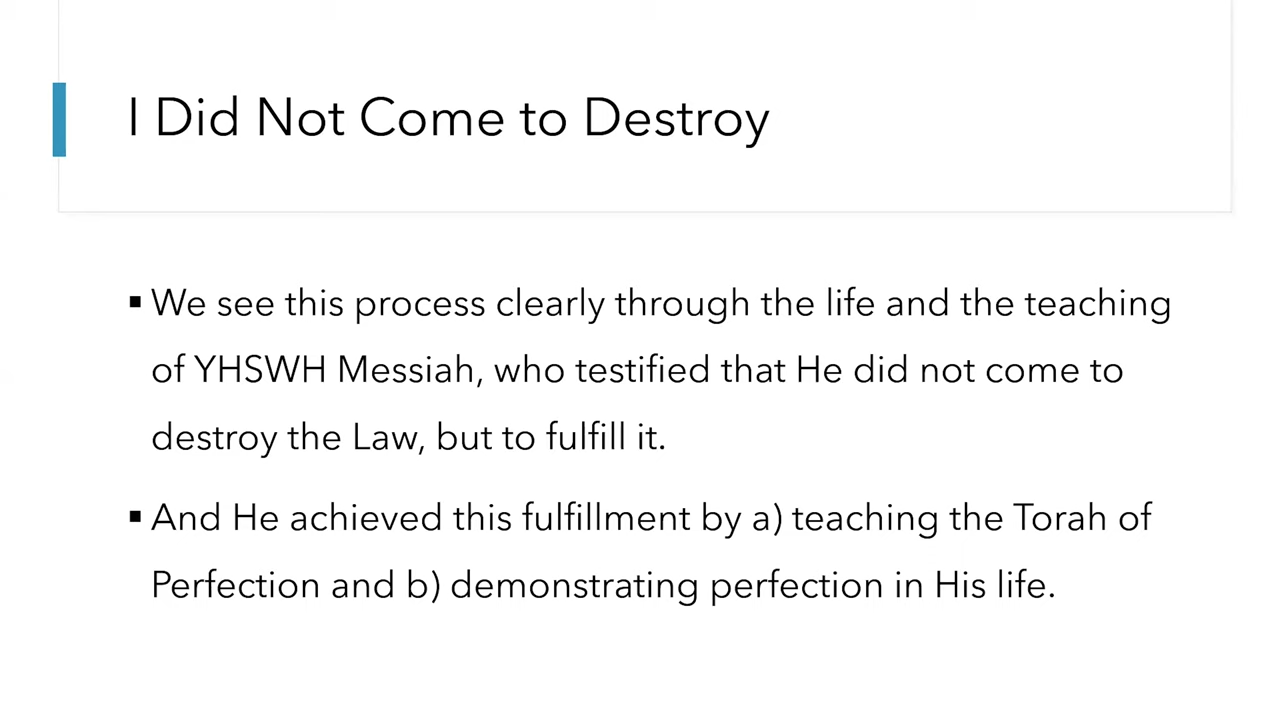 I Did Not Come to Destroy
▪ We see this process clearly through the life and the teaching
of YHSWH Messiah, who testified that He did not come to
destroy the Law, but to fulfill it.
▪ And He achieved this fulfillment by a) teaching the Torah of
Perfection and b) demonstrating perfection in His life.